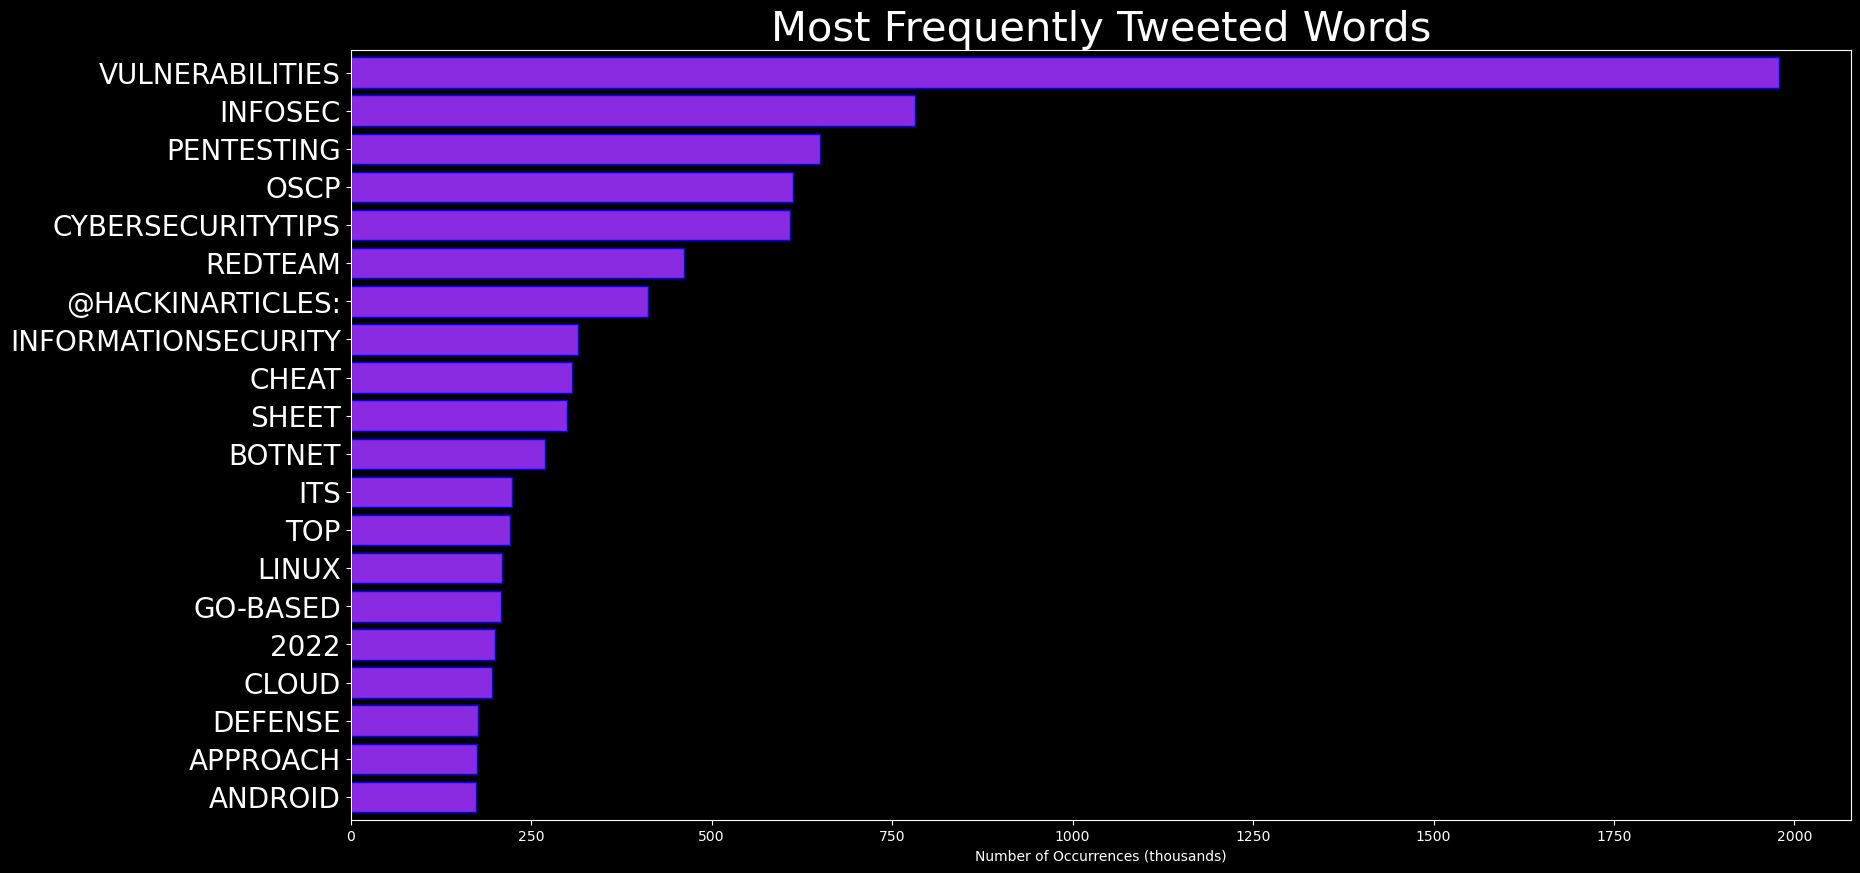 Most Frequently Tweeted Words
VULNERABILITIES
INFOSEC
PENTESTING
OSCP
CYBERSECURITYTIPS
REDTEAM
@HACKINARTICLES:
INFORMATIONSECURITY
CHEAT
SHEET
BOTNET
ITS
TOP
LINUX
GO-BASED
2022
CLOUD
DEFENSE
APPROACH
ANDROID
0 250 500 750 1000 1250 1500 1750 2000
Number of Occurrences (thousands)